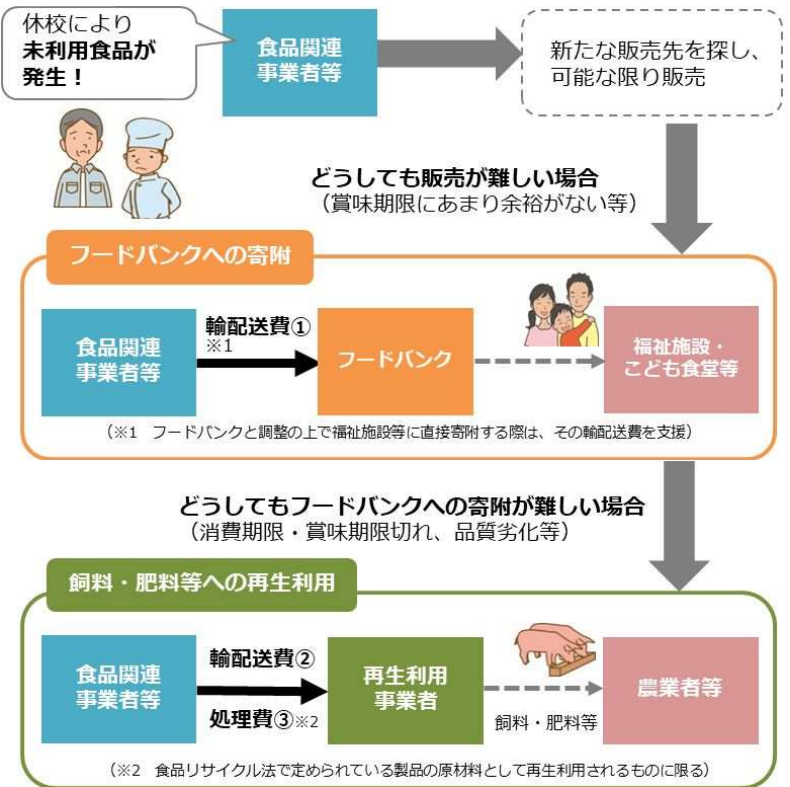 休校により
未利用食品が
発生！
食品関連
事業者等
新たな販売先を探し、
可能な限り販売
どうしても販売が難しい場合
（賞味期限にあまり余裕がない等）
フードバンクへの寄附
食品関連
事業者等
輸配送費①
※1
フードバンク
福祉施設・
こども食堂等
（※1　フードバンクと調整の上で福祉施設等に直接寄附する際は、その輸配送費を支援）
どうしてもフードバンクへの寄附が難しい場合
（消費期限・賞味期限切れ、品質劣化等）
飼料・肥料等への再生利用
食品関連
事業者等
輸配送費②
処理費③※2
再生利用
事業者
飼料・肥料等
農業者等
（※2　食品リサイクル法で定められている製品の原材料として再生利用されるものに限る）